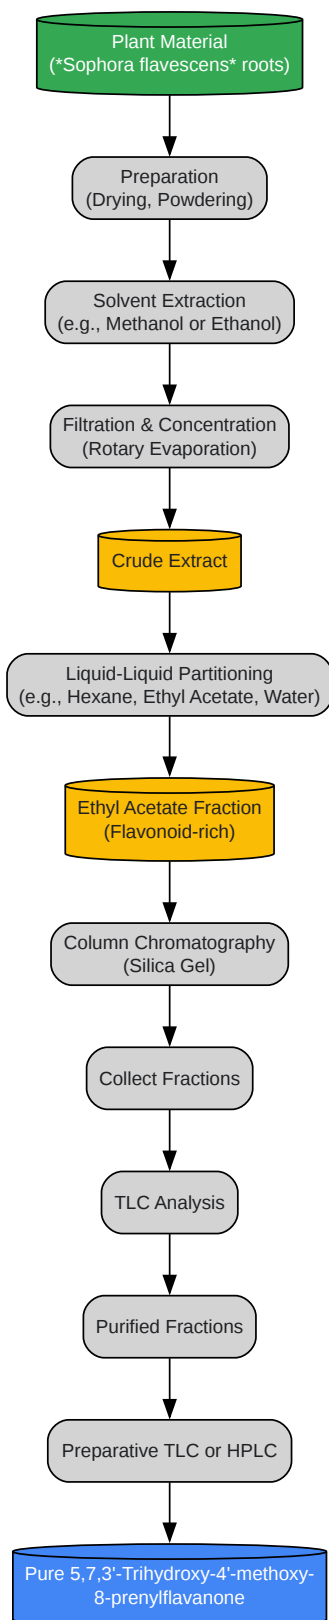 Plant Material
(*Sophora flavescens* roots)
Preparation
(Drying, Powdering)
Solvent Extraction
(e.g., Methanol or Ethanol)
Filtration & Concentration
(Rotary Evaporation)
Crude Extract
Liquid-Liquid Partitioning
(e.g., Hexane, Ethyl Acetate, Water)
Ethyl Acetate Fraction
(Flavonoid-rich)
Column Chromatography
(Silica Gel)
Collect Fractions
TLC Analysis
Purified Fractions
Preparative TLC or HPLC
Pure 5,7,3'-Trihydroxy-4'-methoxy-
8-prenylflavanone